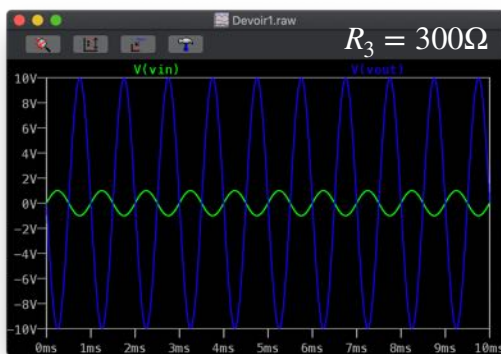 Devoir1.raw
R₃ = 300Ω
V(vin) V(vout)
10V
8V
6V
4V
2V
0V
-2V
-4V
-6V
-8V
-10V
0ms 1ms 2ms 3ms 4ms 5ms 6ms 7ms 8ms 9ms 10ms